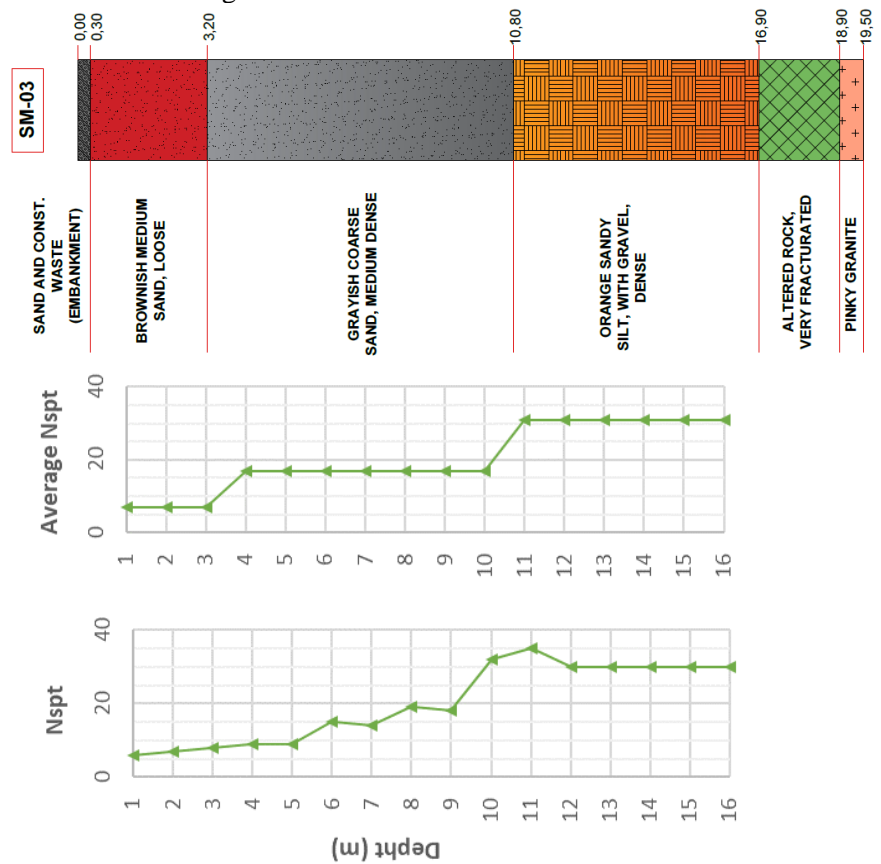 SM-03
0,00
0,30
3,20
10,80
16,90
18,90
19,50
SAND AND CONST.
WASTE
(EMBANKMENT)
BROWNISH MEDIUM
SAND, LOOSE
GRAYISH COARSE
SAND, MEDIUM DENSE
ORANGE SANDY
SILT, WITH GRAVEL,
DENSE
ALTERED ROCK,
VERY FRACTURATED
PINKY GRANITE
Average Nspt
0
20
40
1
2
3
4
5
6
7
8
9
10
11
12
13
14
15
16
Nspt
0
20
40
1
2
3
4
5
6
7
8
9
10
11
12
13
14
15
16
Depht (m)